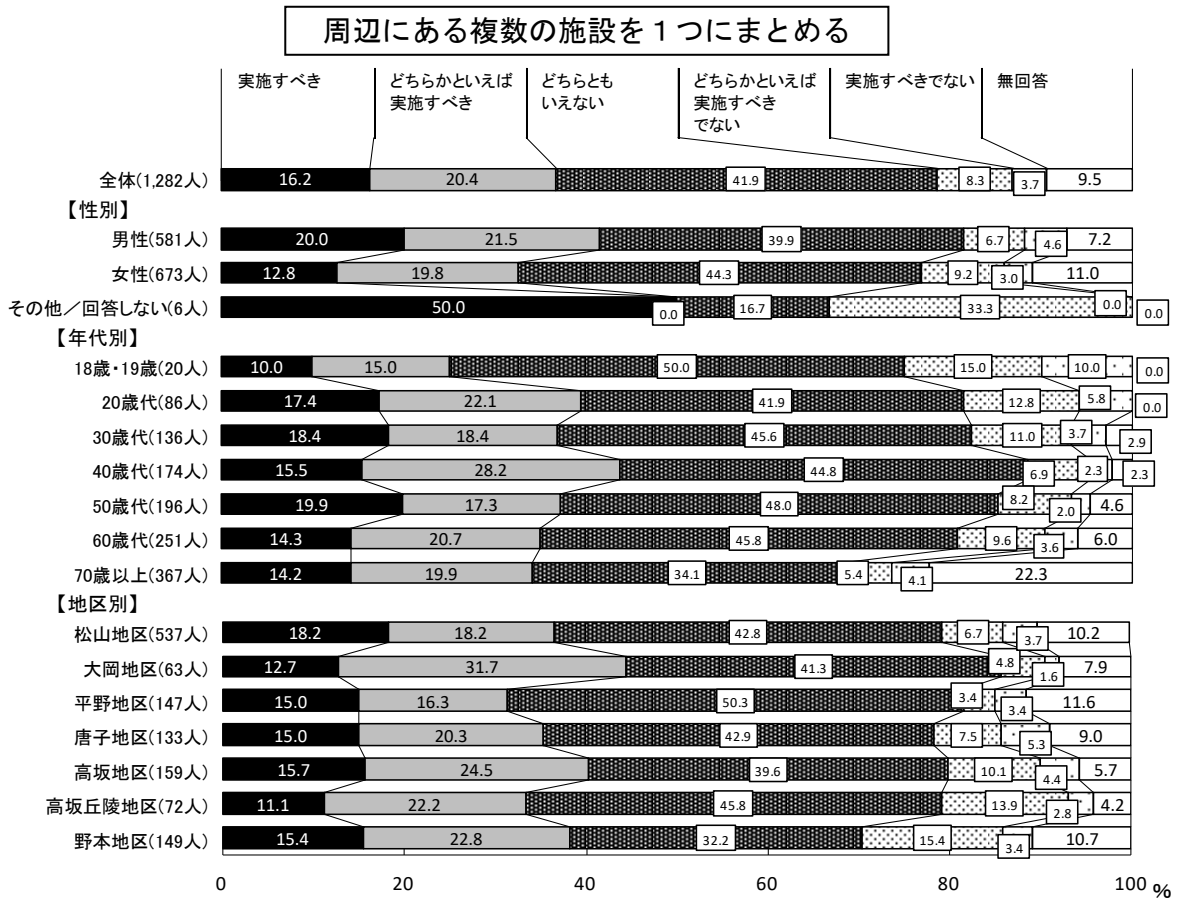 周辺にある複数の施設を１つにまとめる
実施すべき どちらかといえば 実施すべき どちらとも いえない どちらかといえば 実施すべき でない 実施すべきでない 無回答
全体(1,282人) 16.2 20.4 41.9 8.3 3.7 9.5
【性別】
男性(581人) 20.0 21.5 39.9 6.7 4.6 7.2
女性(673人) 12.8 19.8 44.3 9.2 3.0 11.0
その他／回答しない(6人) 50.0 0.0 16.7 33.3 0.0 0.0
【年代別】
18歳・19歳(20人) 10.0 15.0 50.0 15.0 10.0 0.0
20歳代(86人) 17.4 22.1 41.9 12.8 5.8 0.0
30歳代(136人) 18.4 18.4 45.6 11.0 3.7 2.9
40歳代(174人) 15.5 28.2 44.8 6.9 2.3 2.3
50歳代(196人) 19.9 17.3 48.0 8.2 2.0 4.6
60歳代(251人) 14.3 20.7 45.8 9.6 3.6 6.0
70歳以上(367人) 14.2 19.9 34.1 5.4 4.1 22.3
【地区別】
松山地区(537人) 18.2 18.2 42.8 6.7 3.7 10.2
大岡地区(63人) 12.7 31.7 41.3 4.8 1.6 7.9
平野地区(147人) 15.0 16.3 50.3 3.4 3.4 11.6
唐子地区(133人) 15.0 20.3 42.9 7.5 5.3 9.0
高坂地区(159人) 15.7 24.5 39.6 10.1 4.4 5.7
高坂丘陵地区(72人) 11.1 22.2 45.8 13.9 2.8 4.2
野本地区(149人) 15.4 22.8 32.2 15.4 3.4 10.7
0 20 40 60 80 100 %